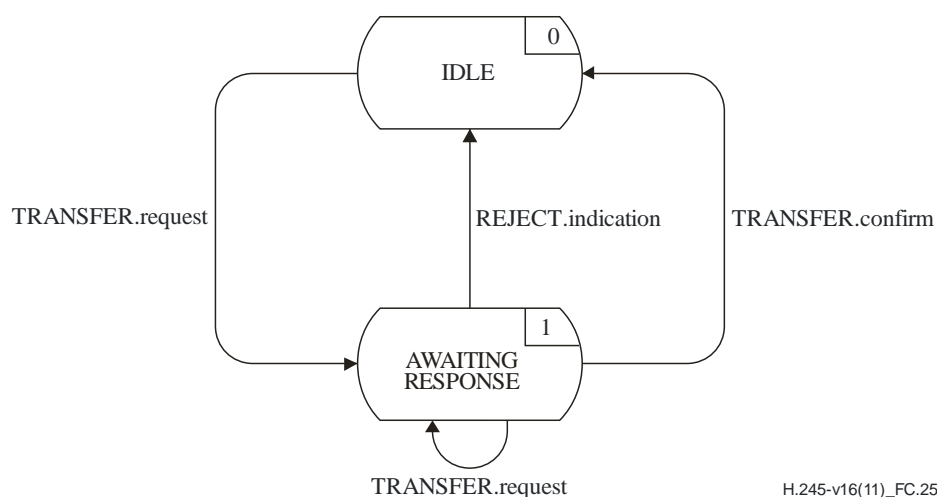 0
IDLE
TRANSFER.request
REJECT.indication
TRANSFER.confirm
1
AWAITING
RESPONSE
TRANSFER.request
H.245-v16(11)_FC.25